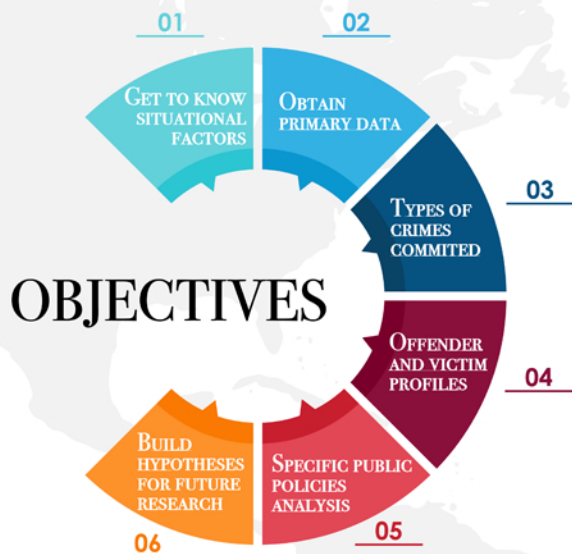 01
GET TO KNOW
SITUATIONAL
FACTORS
02
OBTAIN
PRIMARY DATA
03
TYPES OF
CRIMES
COMMITED
OBJECTIVES
OFFENDER
AND VICTIM
PROFILES
04
SPECIFIC PUBLIC
POLICIES
ANALYSIS
05
BUILD
HYPOTHESES
FOR FUTURE
RESEARCH
06